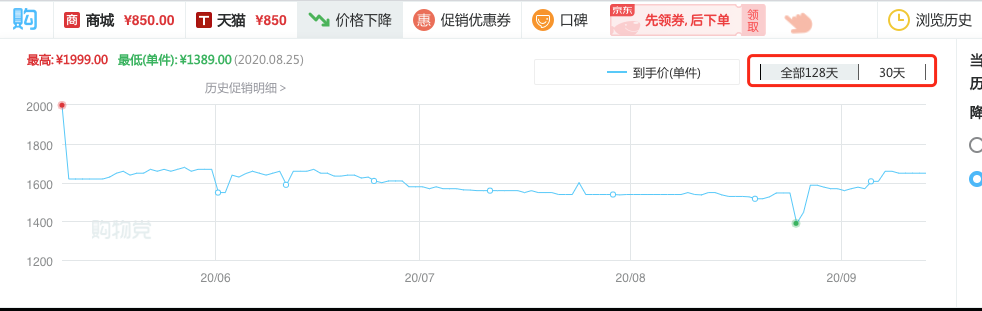 购 商 商城 ¥850.00 T 天猫 ¥850 价格下降 惠 促销优惠券 口碑 京东 先领券,后下单 领取 浏览历史
最高: ¥1999.00 最低(单件): ¥1389.00 (2020.08.25)
到手价(单件) 全部128天 30天
当
历
降
历史促销明细 >
2000
1800
1600
1400
1200
购物党
20/06 20/07 20/08 20/09